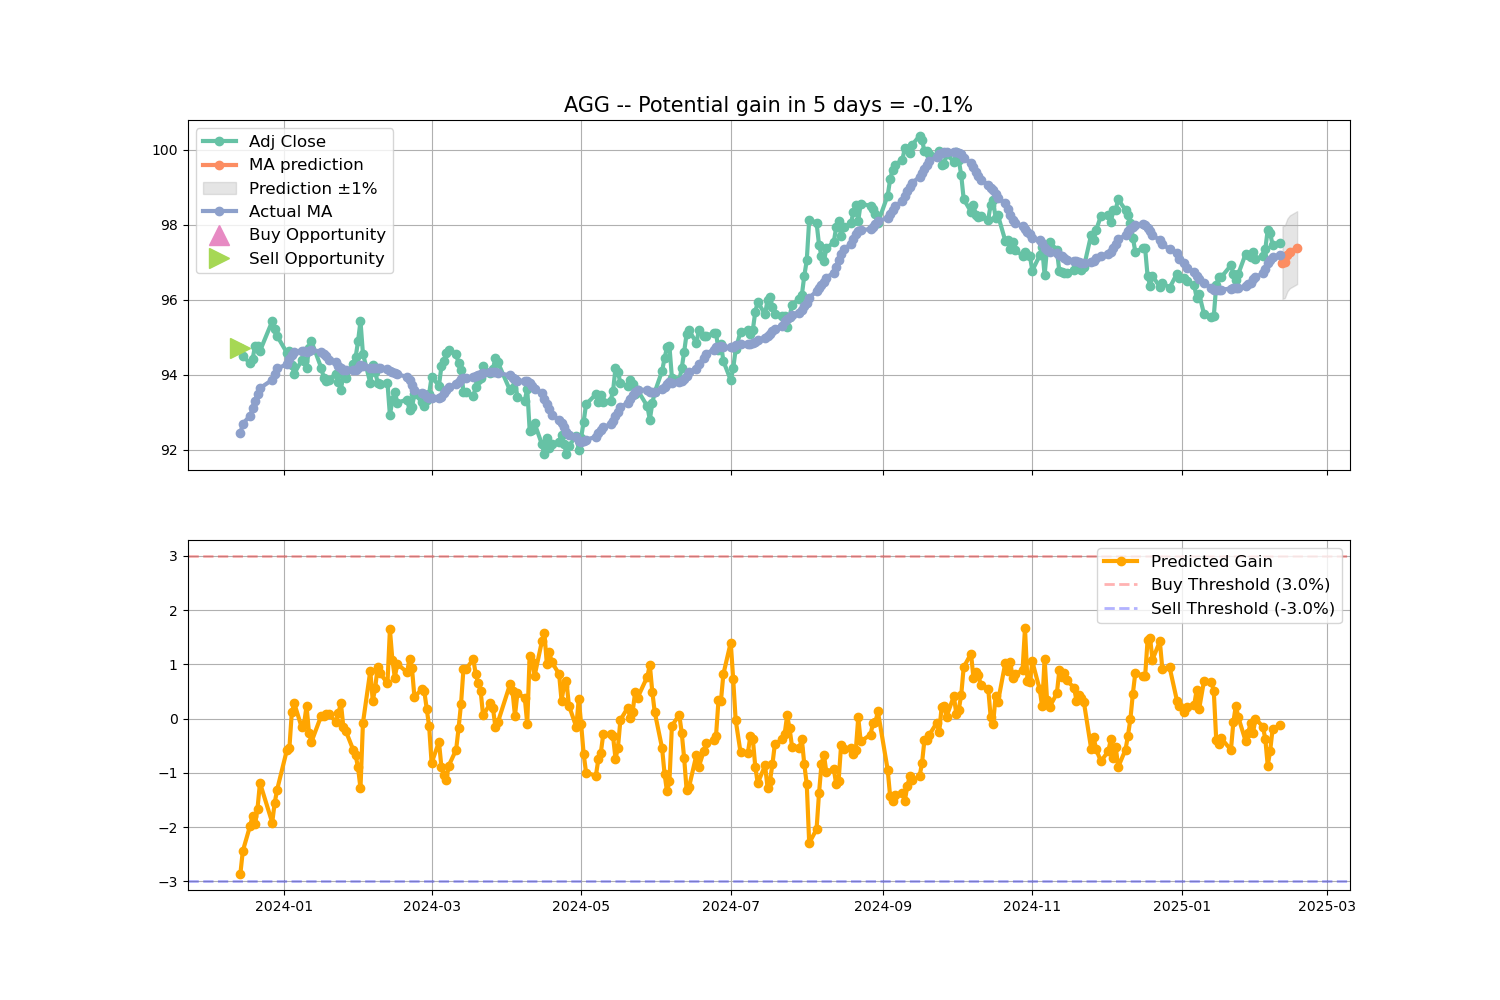 AGG -- Potential gain in 5 days = -0.1%
Adj Close
MA prediction
Prediction ±1%
Actual MA
Buy Opportunity
Sell Opportunity
100
98
96
94
92
Predicted Gain
Buy Threshold (3.0%)
Sell Threshold (-3.0%)
3
2
1
0
−1
−2
−3
2024-01
2024-03
2024-05
2024-07
2024-09
2024-11
2025-01
2025-03